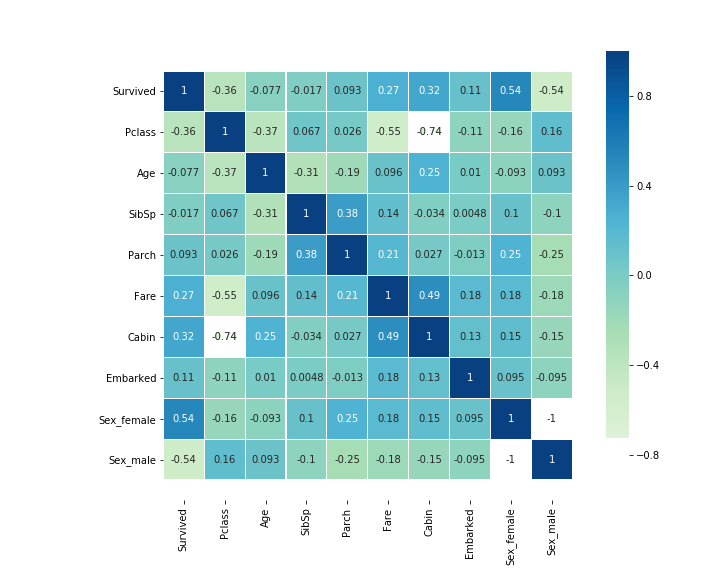 Survived 1 -0.36 -0.077 -0.017 0.093 0.27 0.32 0.11 0.54 -0.54
Pclass -0.36 1 -0.37 0.067 0.026 -0.55 -0.74 -0.11 -0.16 0.16
Age -0.077 -0.37 1 -0.31 -0.19 0.096 0.25 0.01 -0.093 0.093
SibSp -0.017 0.067 -0.31 1 0.38 0.14 -0.034 0.0048 0.1 -0.1
Parch 0.093 0.026 -0.19 0.38 1 0.21 0.027 -0.013 0.25 -0.25
Fare 0.27 -0.55 0.096 0.14 0.21 1 0.49 0.18 0.18 -0.18
Cabin 0.32 -0.74 0.25 -0.034 0.027 0.49 1 0.13 0.15 -0.15
Embarked 0.11 -0.11 0.01 0.0048 -0.013 0.18 0.13 1 0.095 -0.095
Sex_female 0.54 -0.16 -0.093 0.1 0.25 0.18 0.15 0.095 1 -1
Sex_male -0.54 0.16 0.093 -0.1 -0.25 -0.18 -0.15 -0.095 -1 1
Survived Pclass Age SibSp Parch Fare Cabin Embarked Sex_female Sex_male
0.8
0.4
0.0
−0.4
−0.8